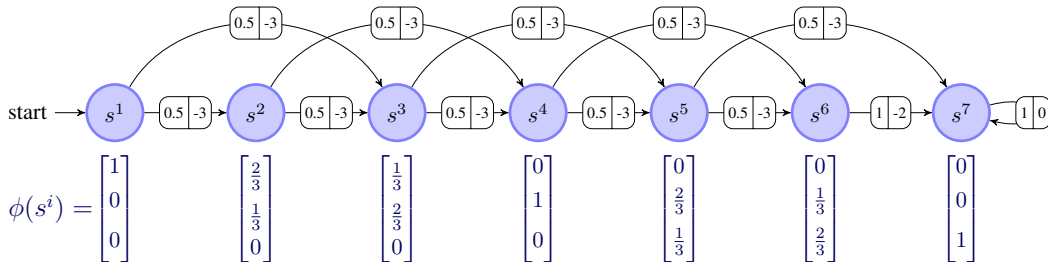 0.5 -3 0.5 -3 0.5 -3 0.5 -3 0.5 -3
start s^1 0.5 -3 s^2 0.5 -3 s^3 0.5 -3 s^4 0.5 -3 s^5 0.5 -3 s^6 1 -2 s^7 1 0
1 2/3 1/3 0 0 0 0
ϕ(s^i) = 0 1/3 2/3 1 2/3 1/3 0
0 0 0 0 1/3 2/3 1